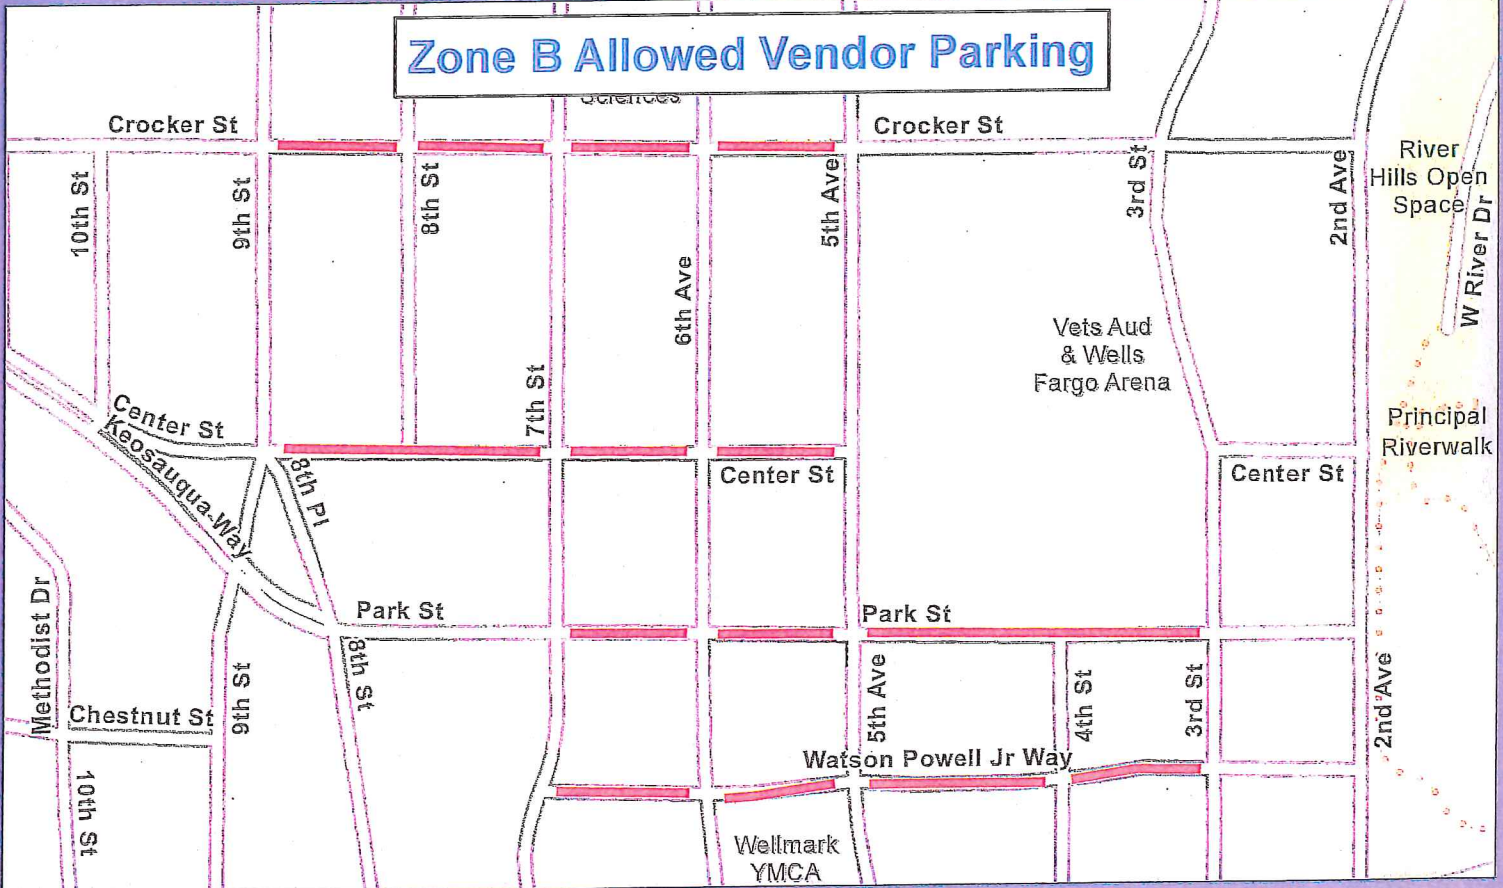 Zone B Allowed Vendor Parking
Sciences
Crocker St
Crocker St
River
Hills Open
Space
10th St
9th St
8th St
5th Ave
3rd St
2nd Ave
W River Dr
6th Ave
Vets Aud
& Wells
Fargo Arena
7th St
Center St
Keosauqua Way
8th Pl
Center St
Center St
Principal
Riverwalk
Park St
Park St
Methodist Dr
9th St
8th St
5th Ave
4th St
3rd St
2nd Ave
Chestnut St
Watson Powell Jr Way
10th St
Wellmark
YMCA